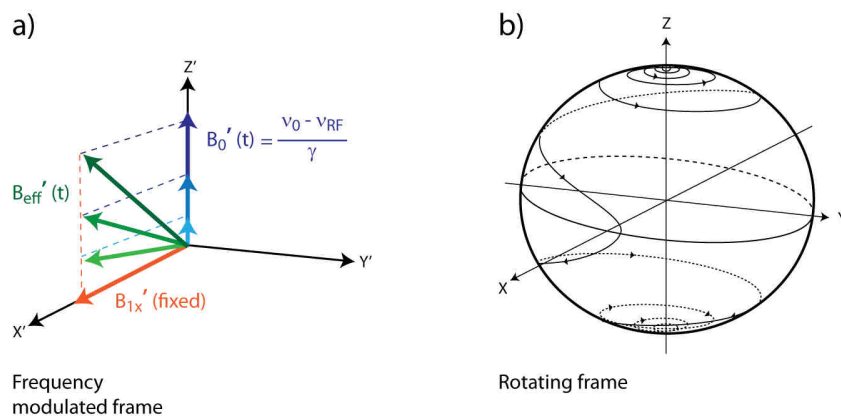 a)
b)
Z'
Z
B0' (t) = ν0 - νRF
γ
Beff' (t)
Y
Y'
B1x' (fixed)
X
X'
Frequency
modulated frame
Rotating frame